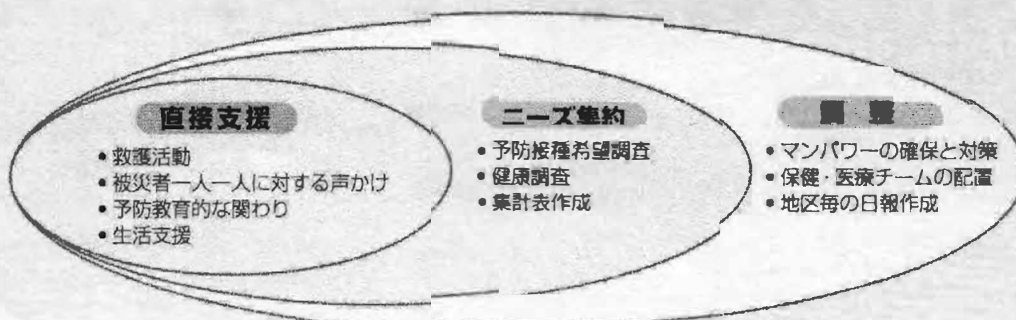 直接支援
• 救護活動
• 被災者一人一人に対する声かけ
• 予防教育的な関わり
• 生活支援
ニーズ集約
• 予防接種希望調査
• 健康調査
• 集計表作成
調整
• マンパワーの確保と対策
• 保健・医療チームの配置
• 地区毎の日報作成